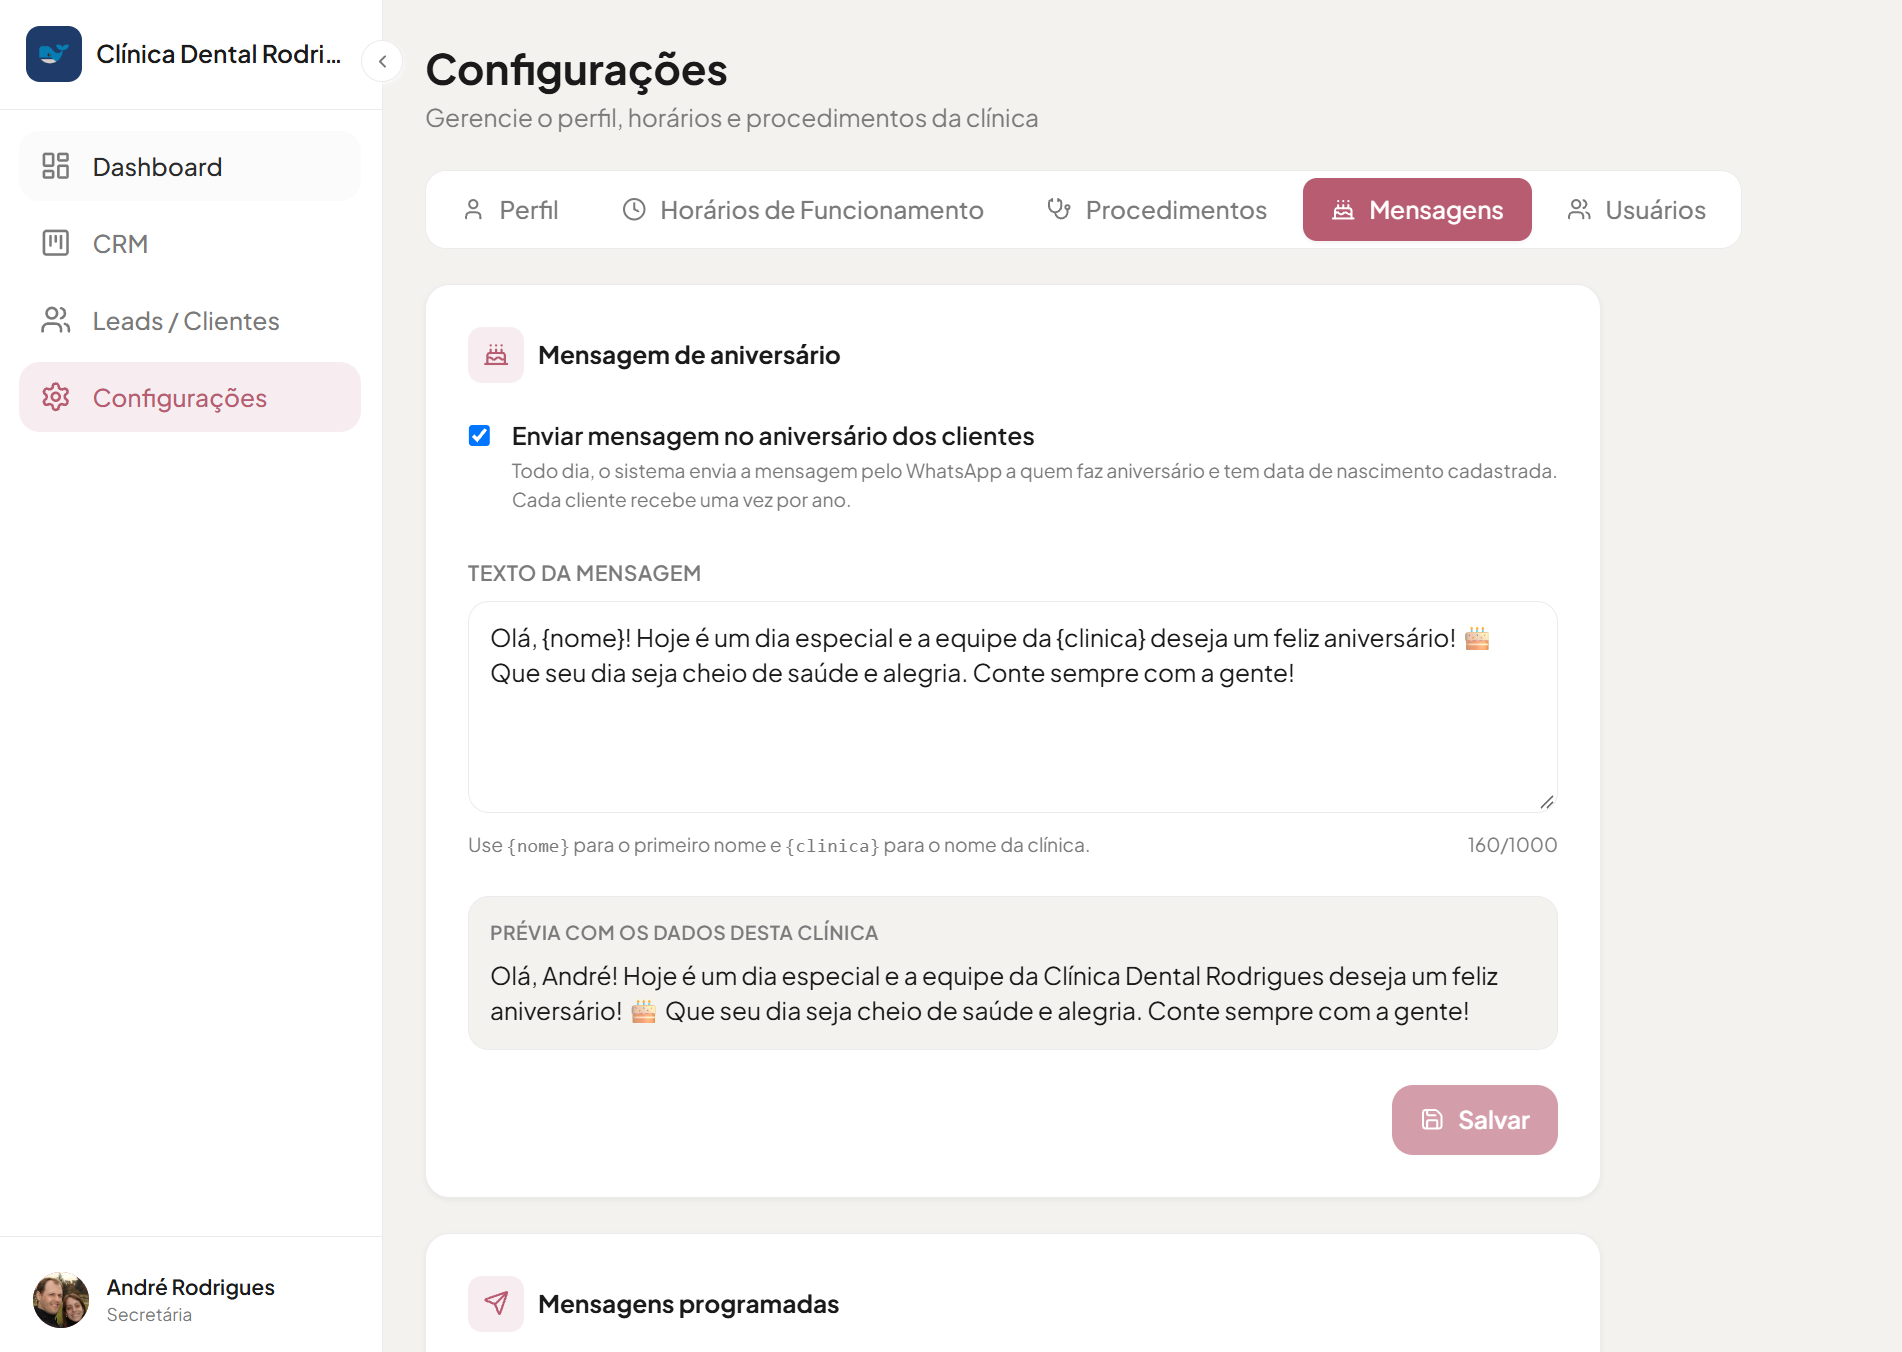 Clínica Dental Rodri...
Dashboard
CRM
Leads / Clientes
Configurações
André Rodrigues
Secretária
Configurações
Gerencie o perfil, horários e procedimentos da clínica
Perfil
Horários de Funcionamento
Procedimentos
Mensagens
Usuários
Mensagem de aniversário
Enviar mensagem no aniversário dos clientes
Todo dia, o sistema envia a mensagem pelo WhatsApp a quem faz aniversário e tem data de nascimento cadastrada.
Cada cliente recebe uma vez por ano.
TEXTO DA MENSAGEM
Olá, {nome}! Hoje é um dia especial e a equipe da {clinica} deseja um feliz aniversário! 🎂
Que seu dia seja cheio de saúde e alegria. Conte sempre com a gente!
Use {nome} para o primeiro nome e {clinica} para o nome da clínica.
160/1000
PRÉVIA COM OS DADOS DESTA CLÍNICA
Olá, André! Hoje é um dia especial e a equipe da Clínica Dental Rodrigues deseja um feliz
aniversário! 🎂 Que seu dia seja cheio de saúde e alegria. Conte sempre com a gente!
Salvar
Mensagens programadas